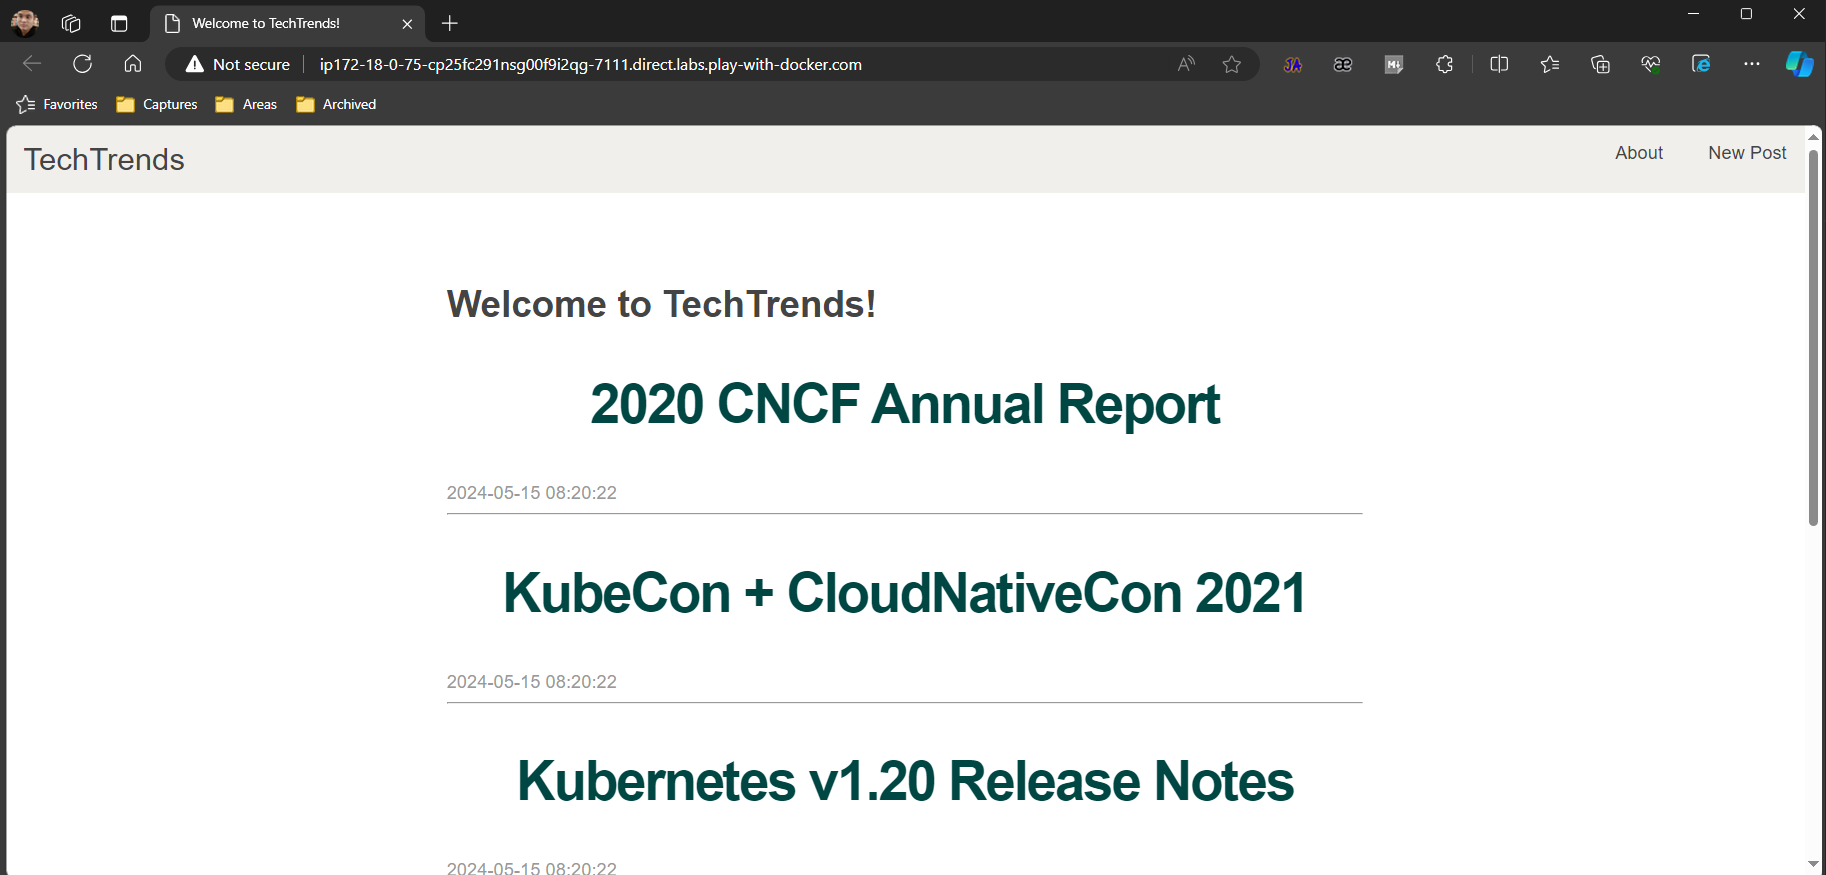 Welcome to TechTrends!
Not secure
ip172-18-0-75-cp25fc291nsg00f9i2qg-7111.direct.labs.play-with-docker.com
Favorites
Captures
Areas
Archived
TechTrends
About
New Post
Welcome to TechTrends!
2020 CNCF Annual Report
2024-05-15 08:20:22
KubeCon + CloudNativeCon 2021
2024-05-15 08:20:22
Kubernetes v1.20 Release Notes
2024-05-15 08:20:22